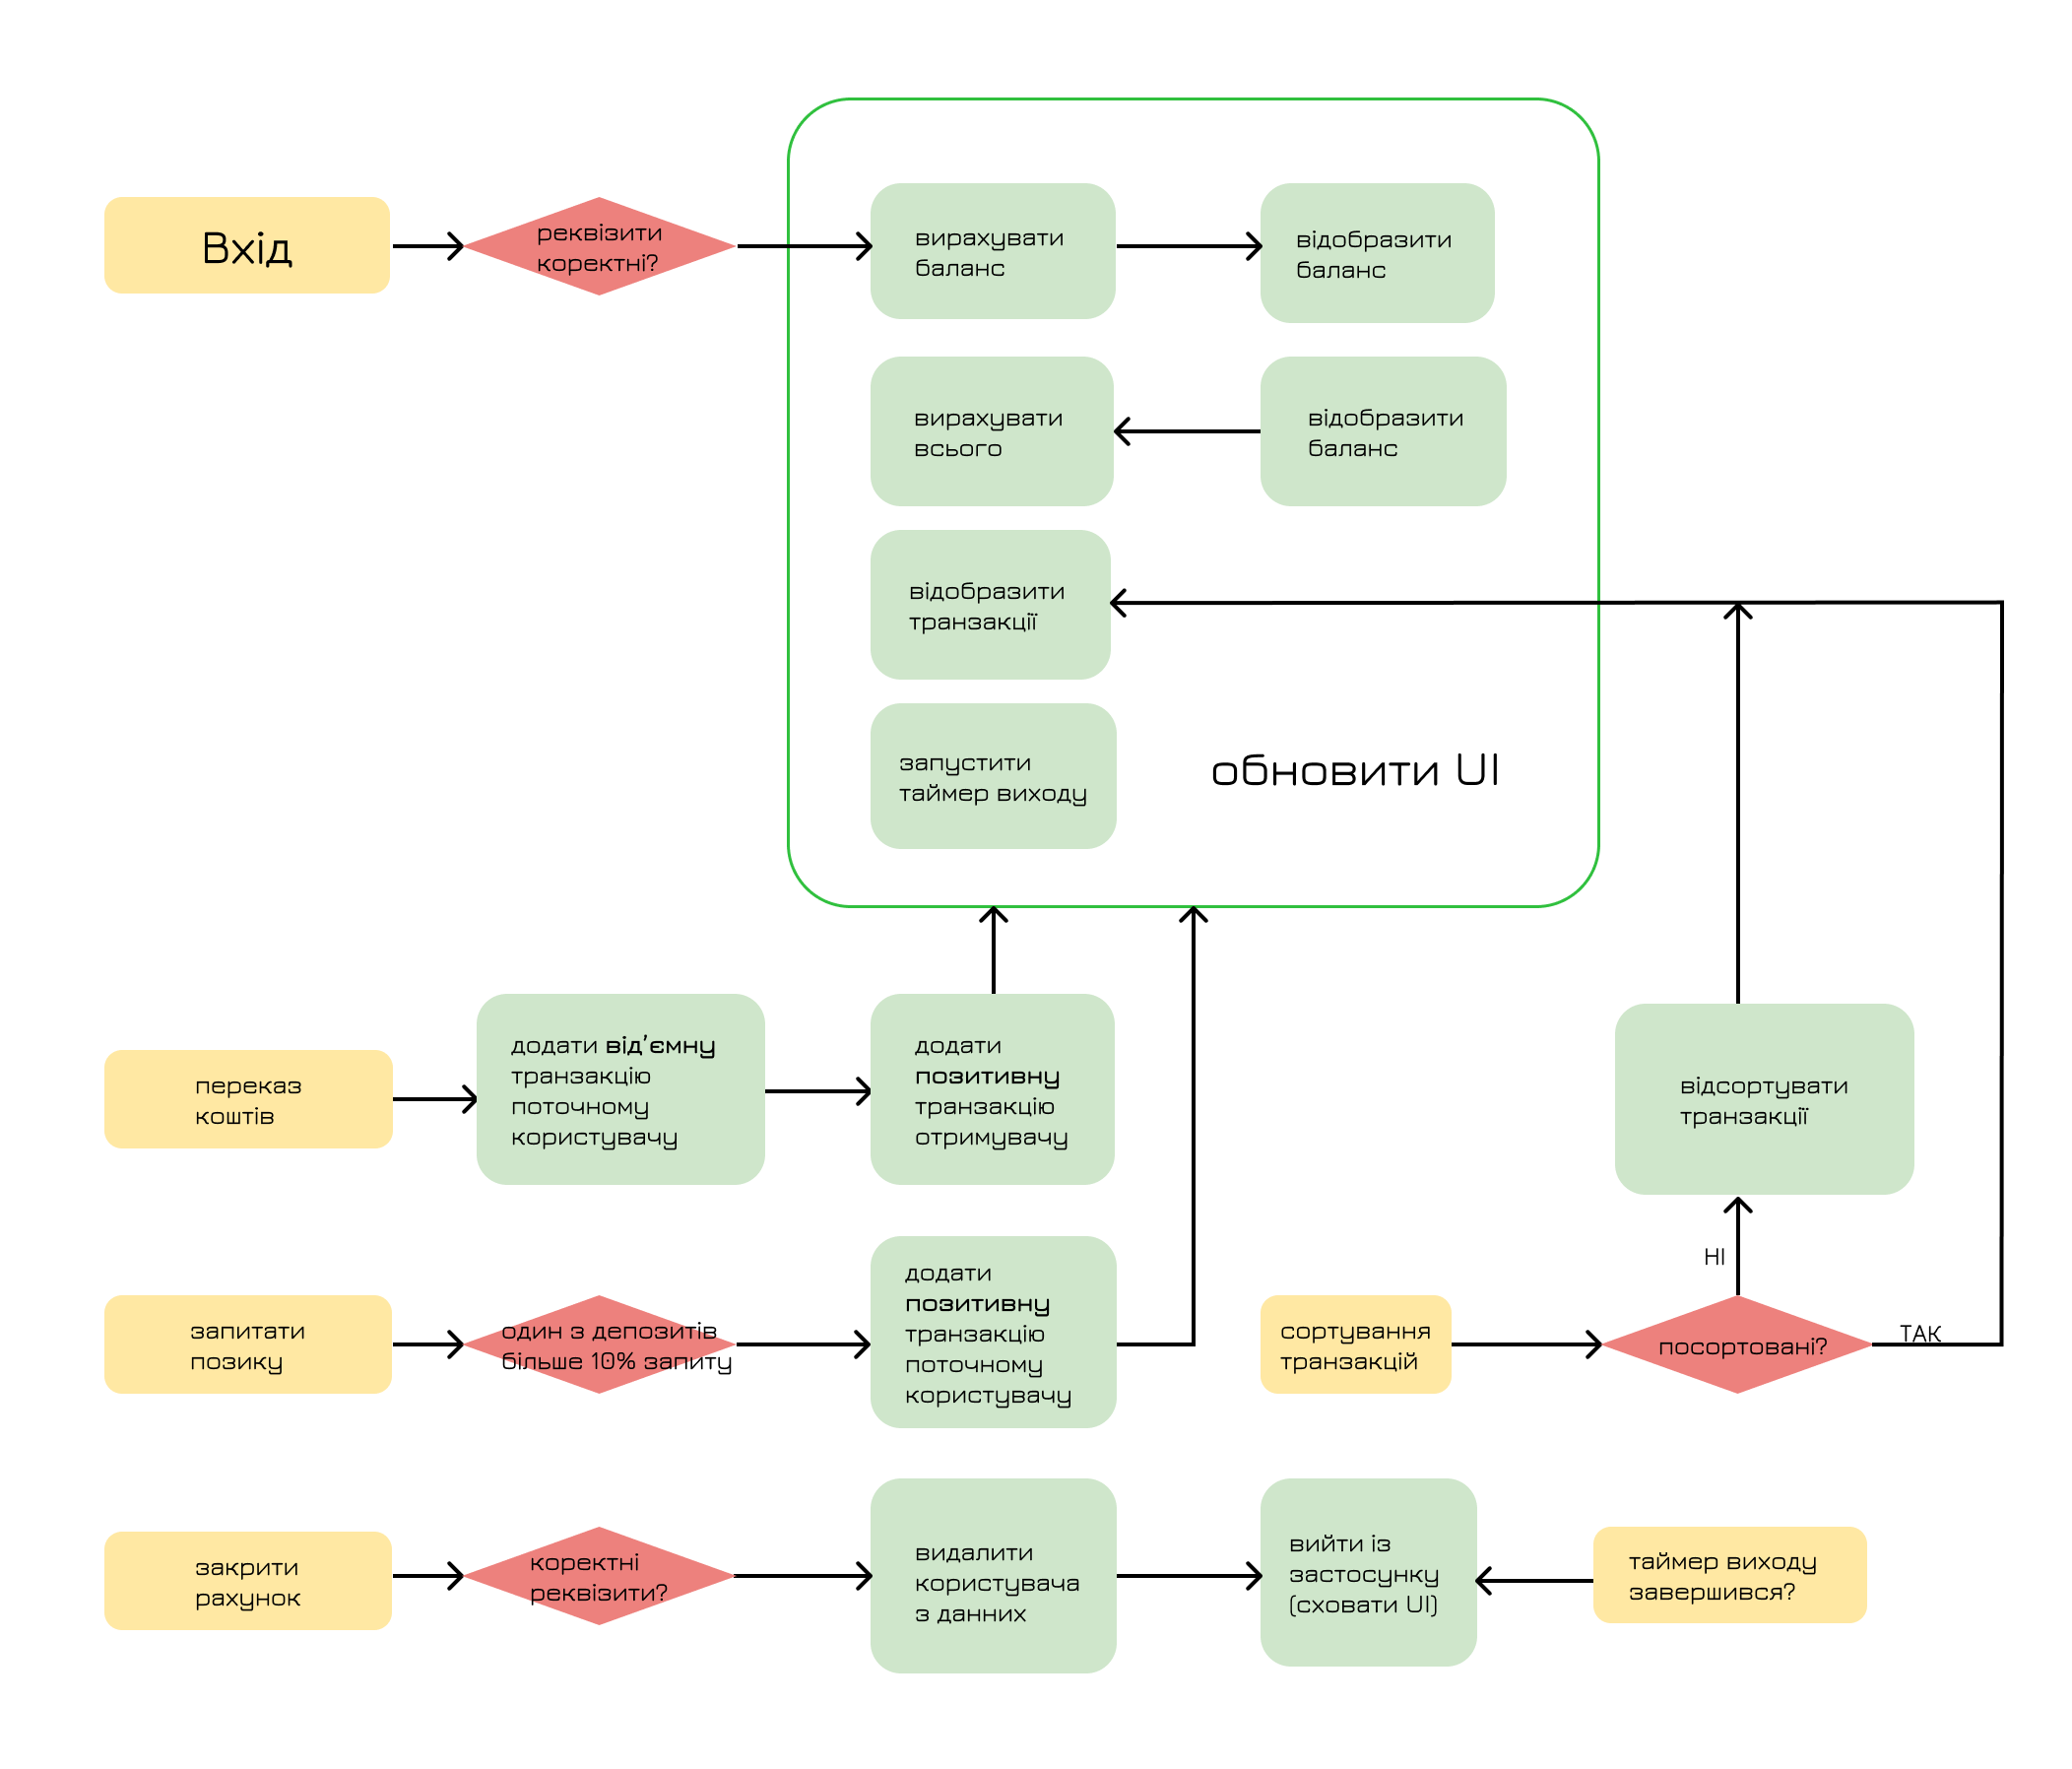 Вхід
реквізити
коректні?
вирахувати
баланс
відобразити
баланс
вирахувати
всього
відобразити
баланс
відобразити
транзакції
запустити
таймер виходу
обновити UI
переказ
коштів
додати від’ємну
транзакцію
поточному
користувачу
додати
позитивну
транзакцію
отримувачу
відсортувати
транзакції
НІ
запитати
позику
один з депозитів
більше 10% запиту
додати
позитивну
транзакцію
поточному
користувачу
сортування
транзакцій
посортовані?
ТАК
закрити
рахунок
коректні
реквізити?
видалити
користувача
з данних
вийти із
застосунку
(сховати UI)
таймер виходу
завершився?